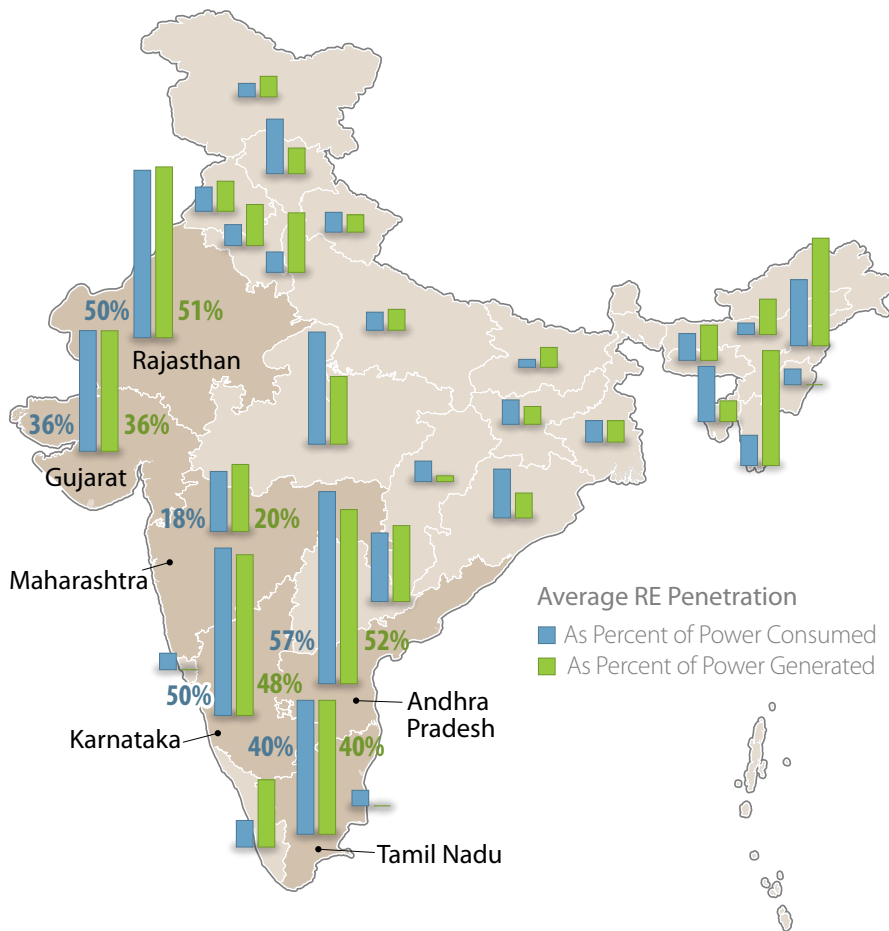 50%
51%
Rajasthan
36%
36%
Gujarat
18%
20%
Maharashtra
Average RE Penetration
As Percent of Power Consumed
57%
52%
As Percent of Power Generated
50%
48%
Andhra
Pradesh
Karnataka
40%
40%
Tamil Nadu